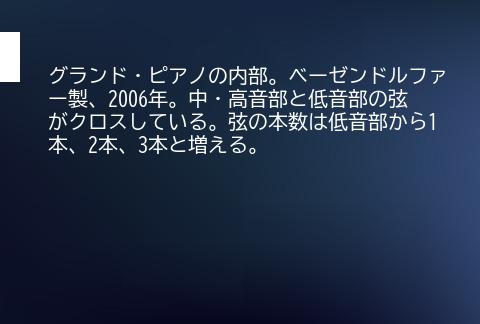 グランド・ピアノの内部。ベーゼンドルファ
ー製、2006年。中・高音部と低音部の弦
がクロスしている。弦の本数は低音部から1
本、2本、3本と増える。